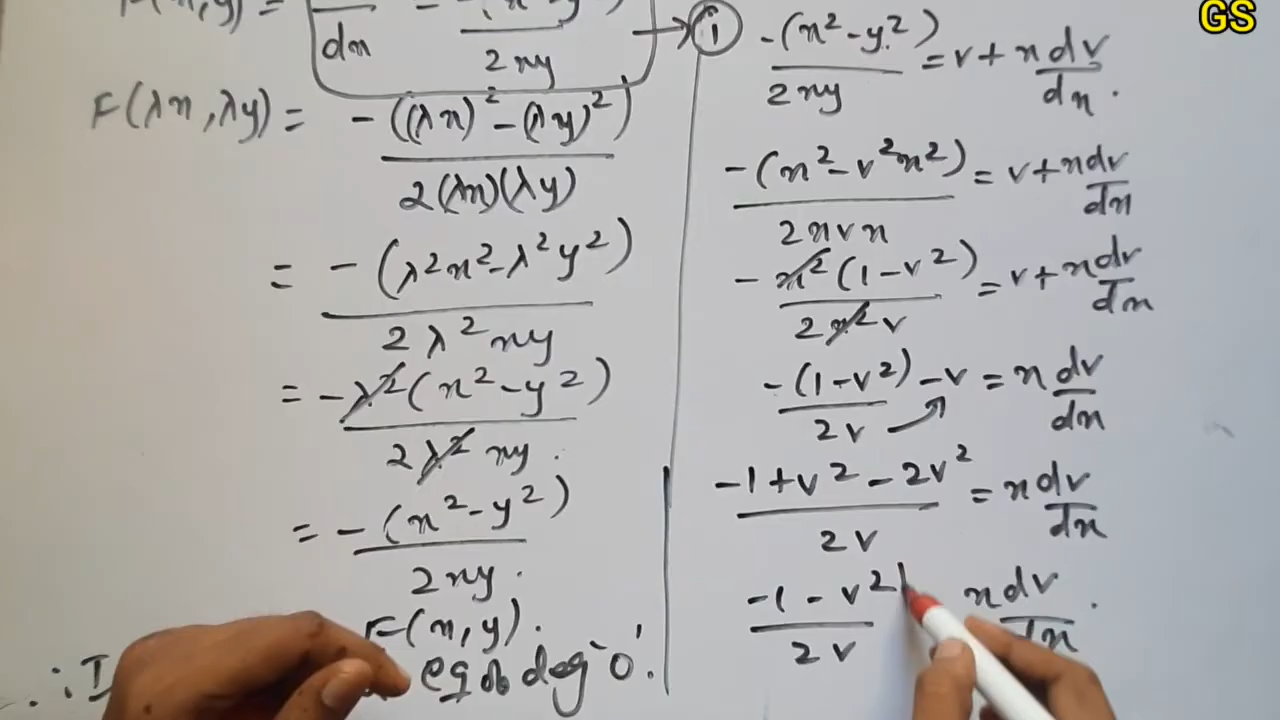 GS
dx 2xy → ①
F(λx, λy) = -((λx)² - (λy)²) / 2(λx)(λy)
= -(λ²x² - λ²y²) / 2λ²xy
= -λ²(x² - y²) / 2λ²xy.
= -(x² - y²) / 2xy.
F(x, y).
∴ I eq of deg '0'.
-(x² - y²) / 2xy = v + x dv/dx.
-(x² - v²x²) / 2xvx = v + x dv/dx
-x²(1 - v²) / 2x²v = v + x dv/dx
-(1 - v²) / 2v - v = x dv/dx
-1 + v² - 2v² / 2v = x dv/dx
-1 - v² / 2v x dv/dx.